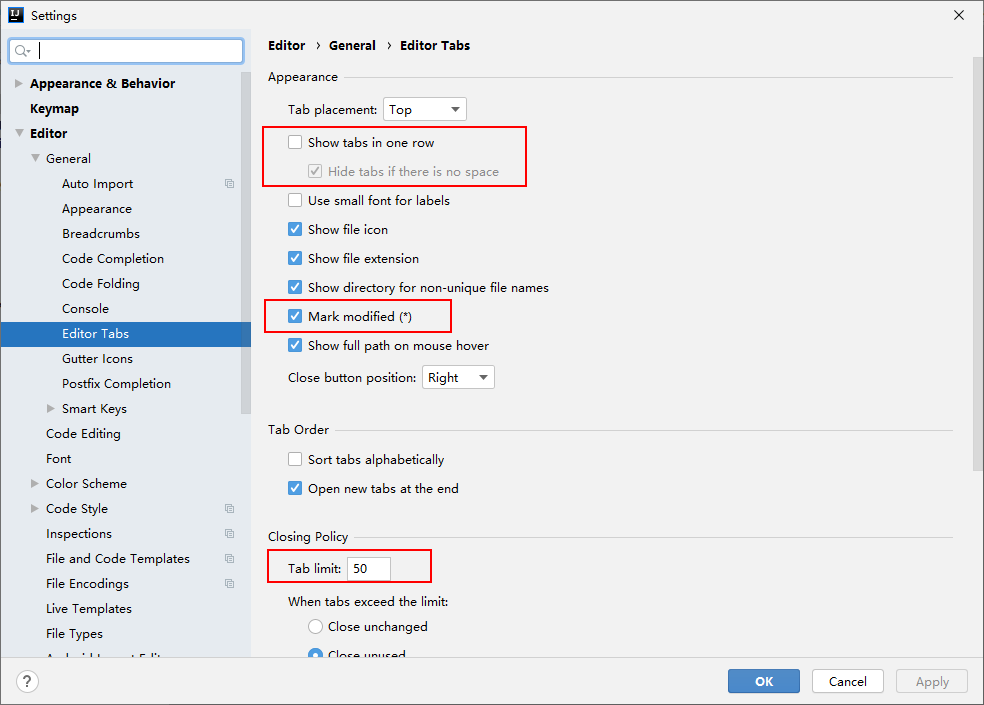 Settings
Appearance & Behavior
Keymap
Editor
General
Auto Import
Appearance
Breadcrumbs
Code Completion
Code Folding
Console
Editor Tabs
Gutter Icons
Postfix Completion
Smart Keys
Code Editing
Font
Color Scheme
Code Style
Inspections
File and Code Templates
File Encodings
Live Templates
File Types
Editor › General › Editor Tabs
Appearance
Tab placement: Top
Show tabs in one row
Hide tabs if there is no space
Use small font for labels
Show file icon
Show file extension
Show directory for non-unique file names
Mark modified (*)
Show full path on mouse hover
Close button position: Right
Tab Order
Sort tabs alphabetically
Open new tabs at the end
Closing Policy
Tab limit: 50
When tabs exceed the limit:
Close unchanged
Close unused
?
OK Cancel Apply